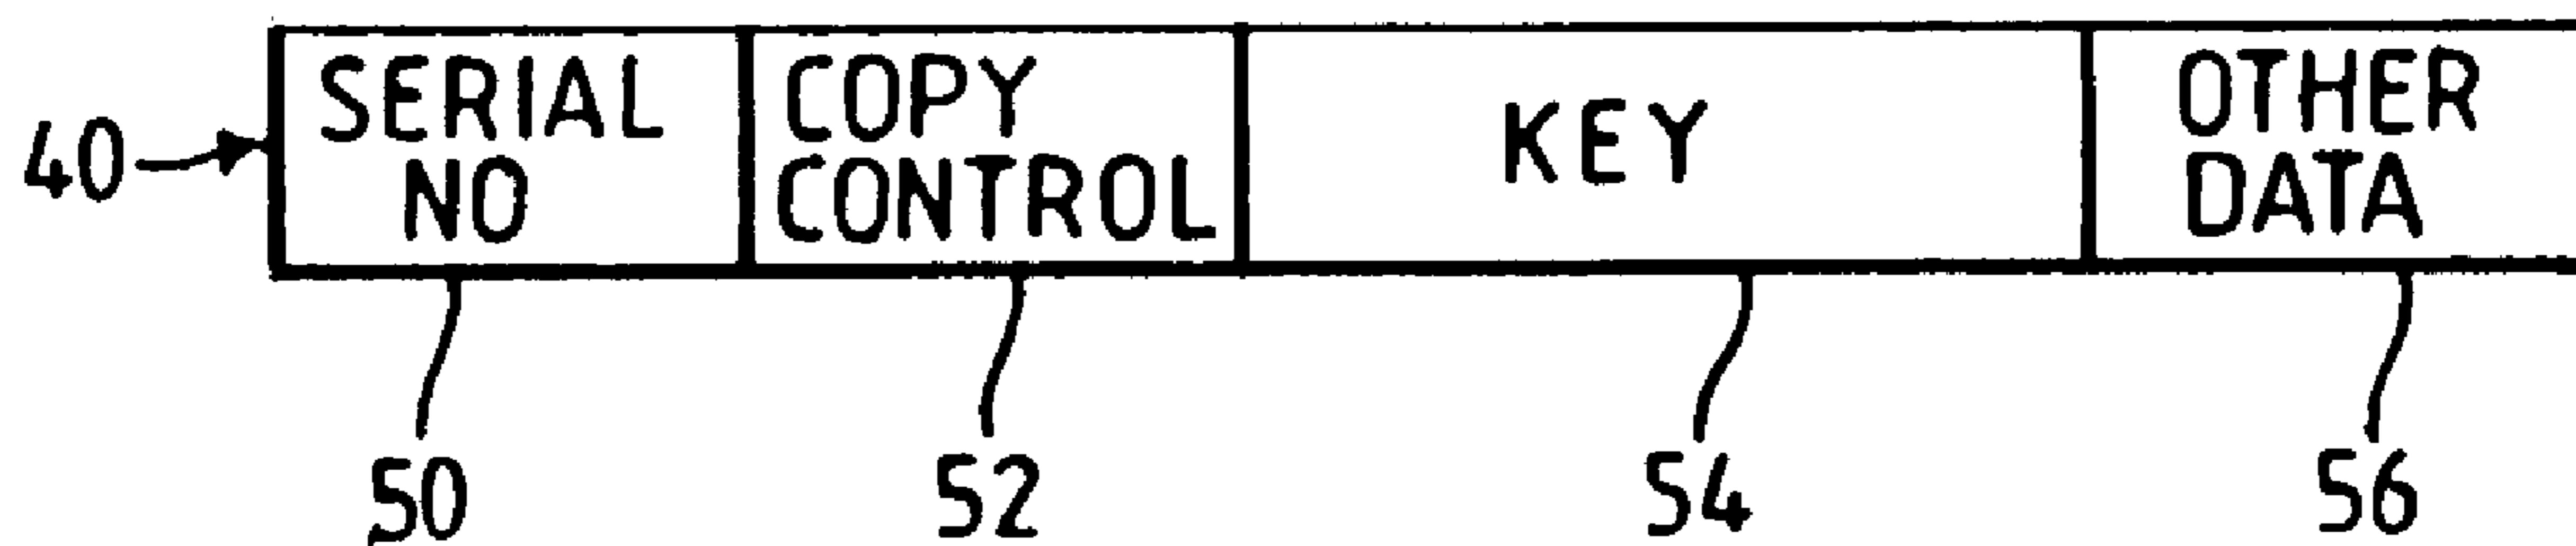 SERIAL
NO
COPY
CONTROL
KEY
OTHER
DATA
40
50
52
54
56